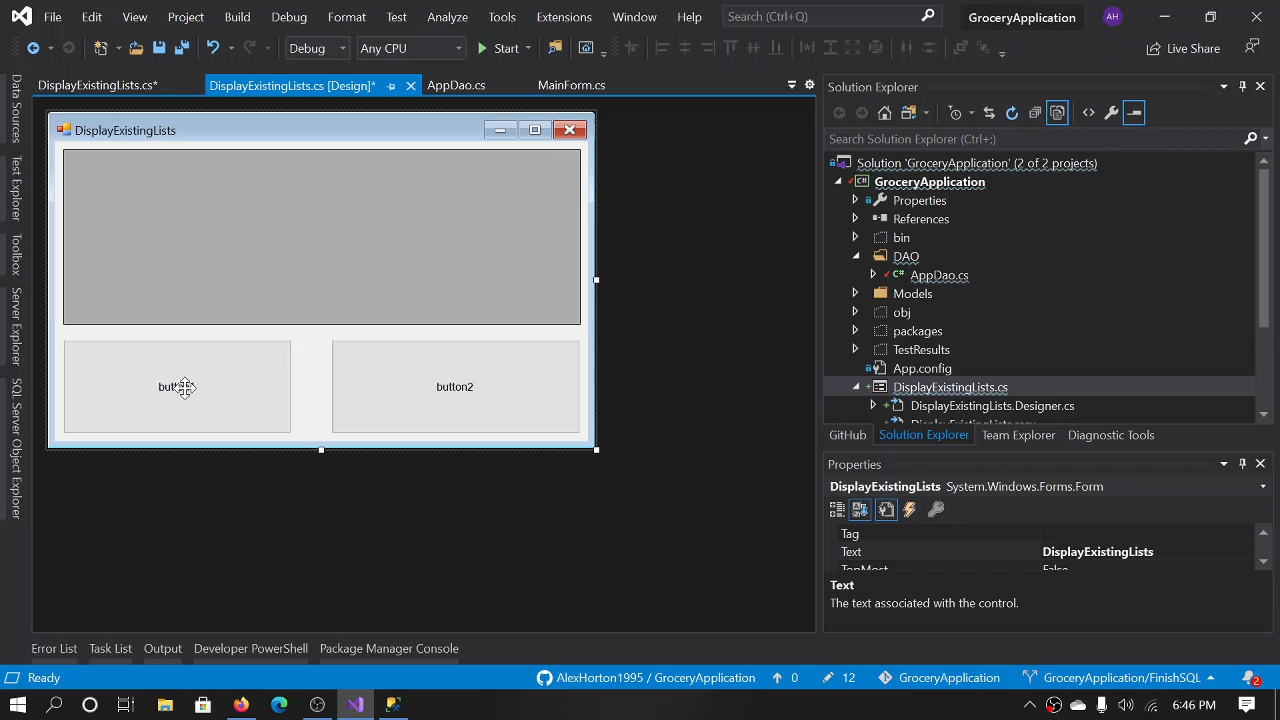 File Edit View Project Build Debug Format Test Analyze Tools Extensions Window Help Search (Ctrl+Q) GroceryApplication AH
Debug Any CPU Start Live Share
DisplayExistingLists.cs* DisplayExistingLists.cs [Design]* AppDao.cs MainForm.cs
Data Sources
Test Explorer
Toolbox
Server Explorer
SQL Server Object Explorer
DisplayExistingLists
button2
Solution Explorer
Search Solution Explorer (Ctrl+;)
Solution 'GroceryApplication' (2 of 2 projects)
C# GroceryApplication
Properties
References
bin
DAO
C# AppDao.cs
Models
obj
packages
TestResults
App.config
DisplayExistingLists.cs
DisplayExistingLists.Designer.cs
GitHub Solution Explorer Team Explorer Diagnostic Tools
Properties
DisplayExistingLists System.Windows.Forms.Form
Tag
Text DisplayExistingLists
TopMost False
Text
The text associated with the control.
Error List Task List Output Developer PowerShell Package Manager Console
Ready AlexHorton1995 / GroceryApplication 0 12 GroceryApplication GroceryApplication/FinishSQL 2
6:46 PM